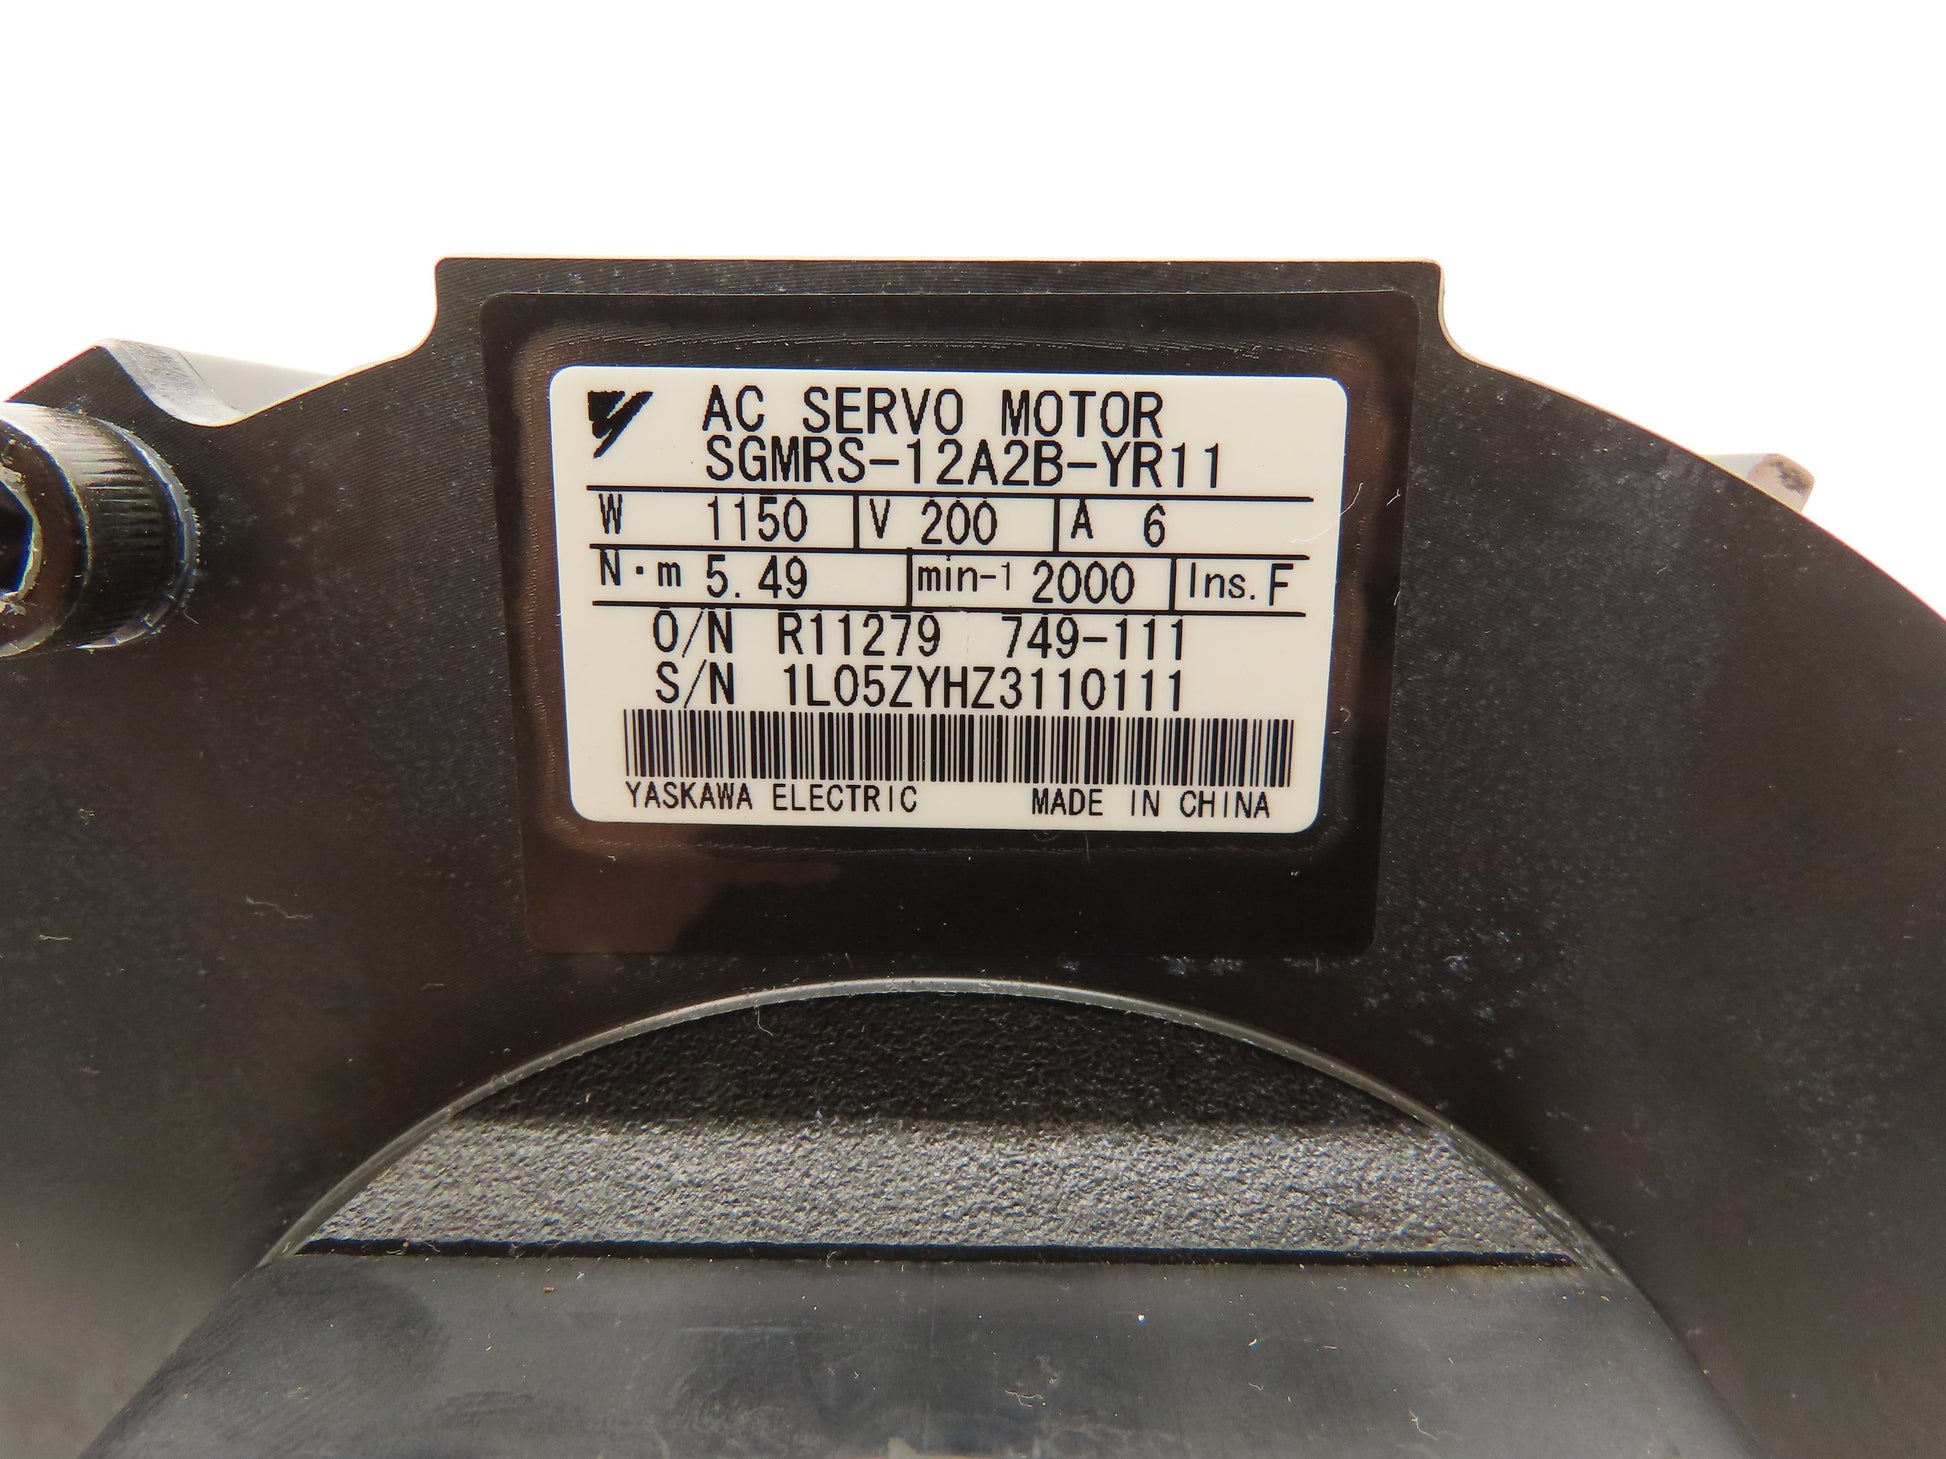 AC SERVO MOTOR
SGMRS-12A2B-YR11
W 1150 V 200 A 6
N·m 5.49 min-1 2000 Ins. F
O/N R11279 749-111
S/N 1L05ZYHZ3110111
YASKAWA ELECTRIC MADE IN CHINA